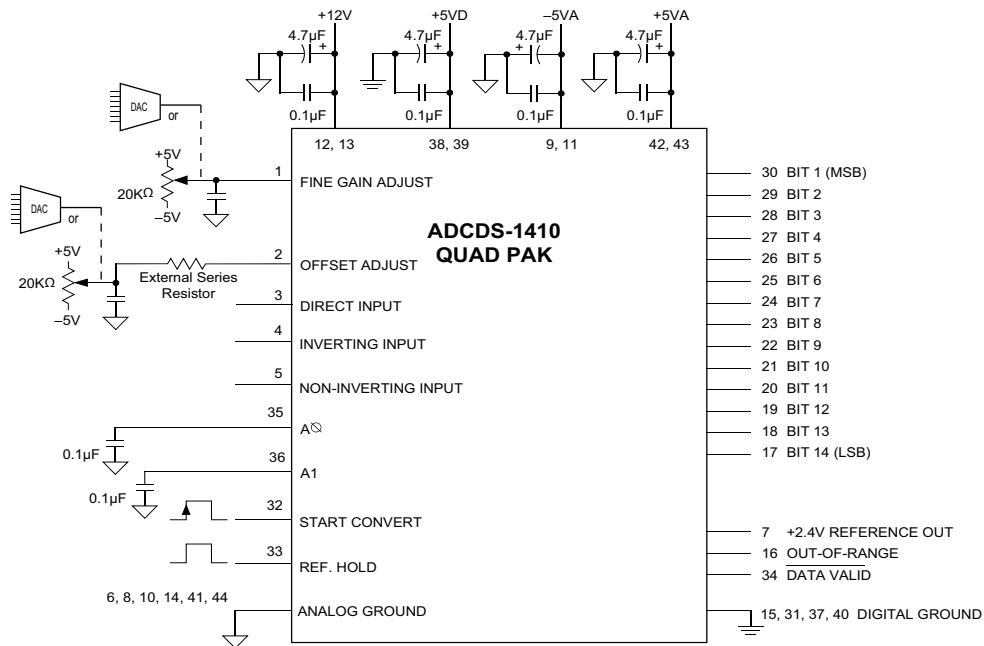 +12V +5VD –5VA +5VA
4.7µF + 4.7µF + 4.7µF + 4.7µF +
0.1µF 0.1µF 0.1µF 0.1µF
12, 13 38, 39 9, 11 42, 43
DAC or
+5V
20KΩ
–5V
1 FINE GAIN ADJUST
DAC or
+5V
20KΩ
–5V
External Series
Resistor
2 OFFSET ADJUST
3 DIRECT INPUT
4 INVERTING INPUT
5 NON-INVERTING INPUT
35 A∅
0.1µF
36 A1
0.1µF
32 START CONVERT
33 REF. HOLD
6, 8, 10, 14, 41, 44
ANALOG GROUND
ADCDS-1410
QUAD PAK
30 BIT 1 (MSB)
29 BIT 2
28 BIT 3
27 BIT 4
26 BIT 5
25 BIT 6
24 BIT 7
23 BIT 8
22 BIT 9
21 BIT 10
20 BIT 11
19 BIT 12
18 BIT 13
17 BIT 14 (LSB)
7 +2.4V REFERENCE OUT
16 OUT-OF-RANGE
34 DATA VALID
15, 31, 37, 40 DIGITAL GROUND